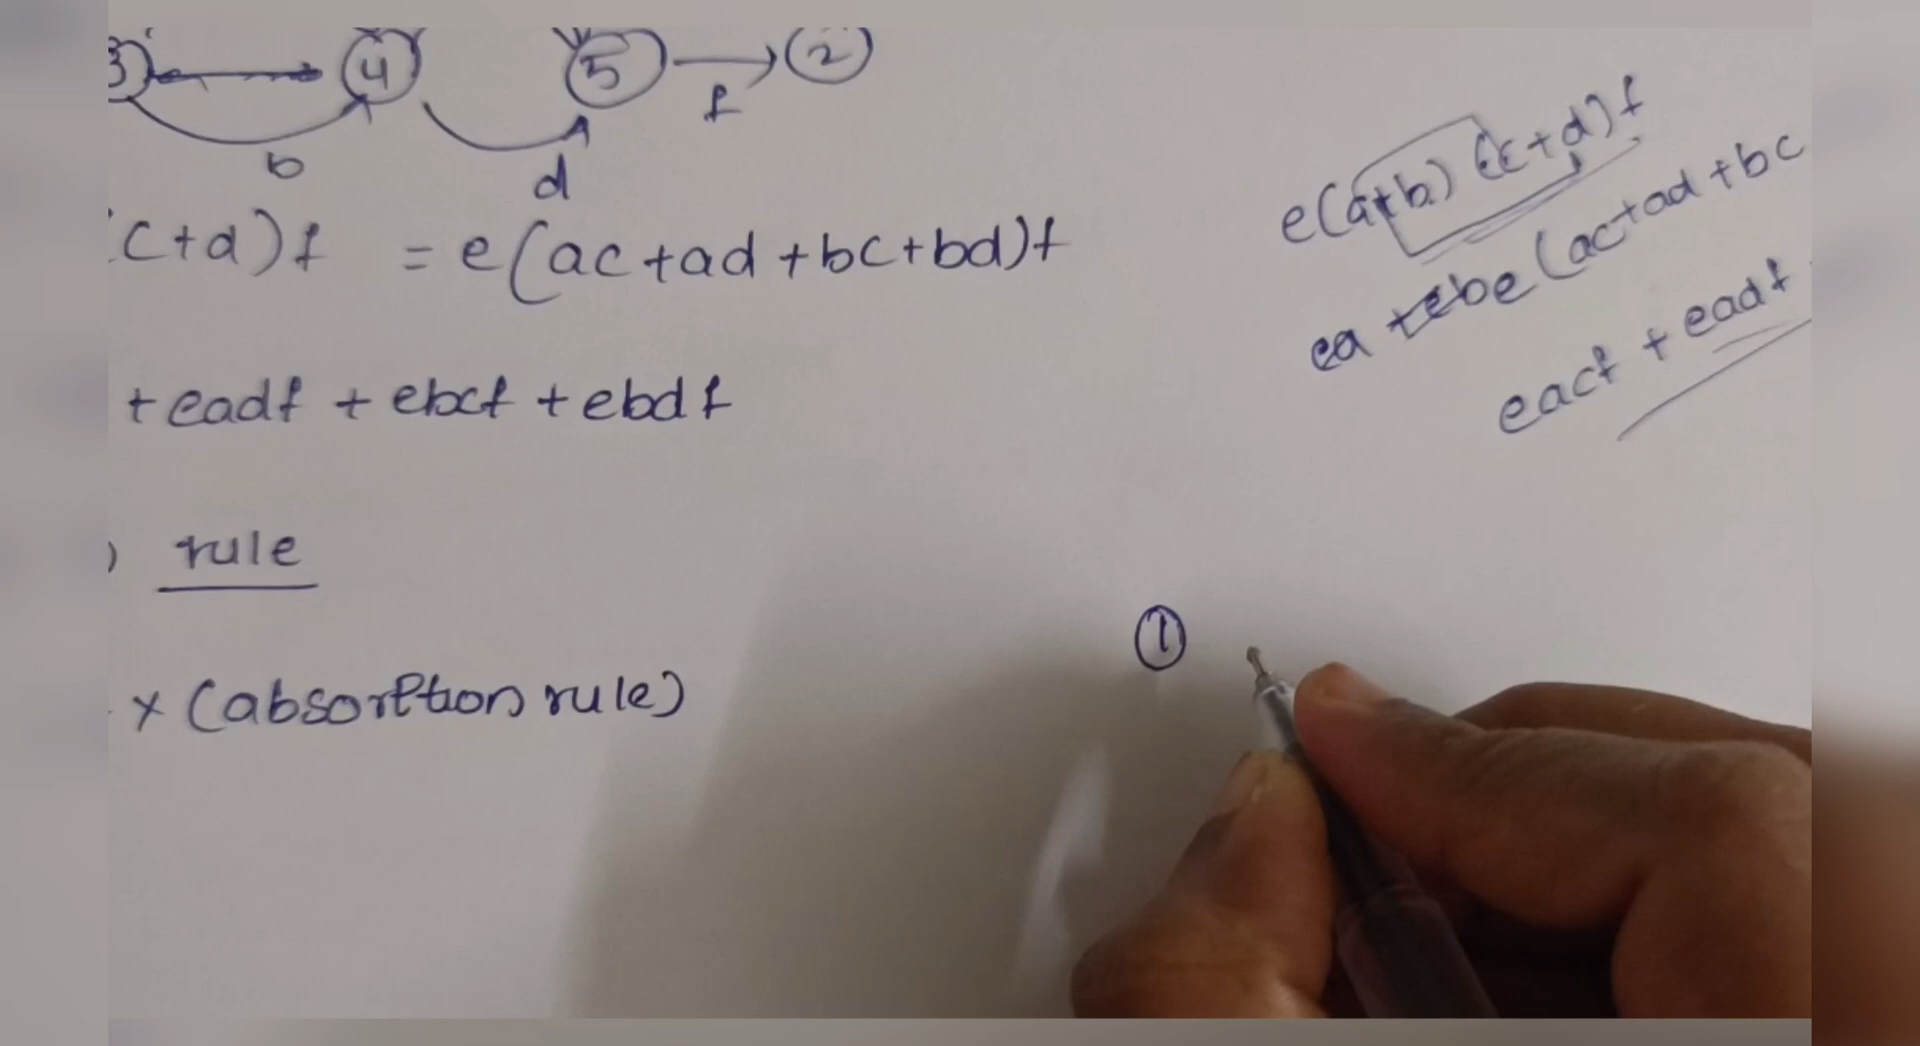 3 4 5 2
f
b d
c+d)f = e(ac+ad+bc+bd)f
+ eadf + ebcf + ebdf
) rule
x (absorption rule)
e(a+b)(c+d)f
ea (ac+ad+bc
eacf + eadf
1